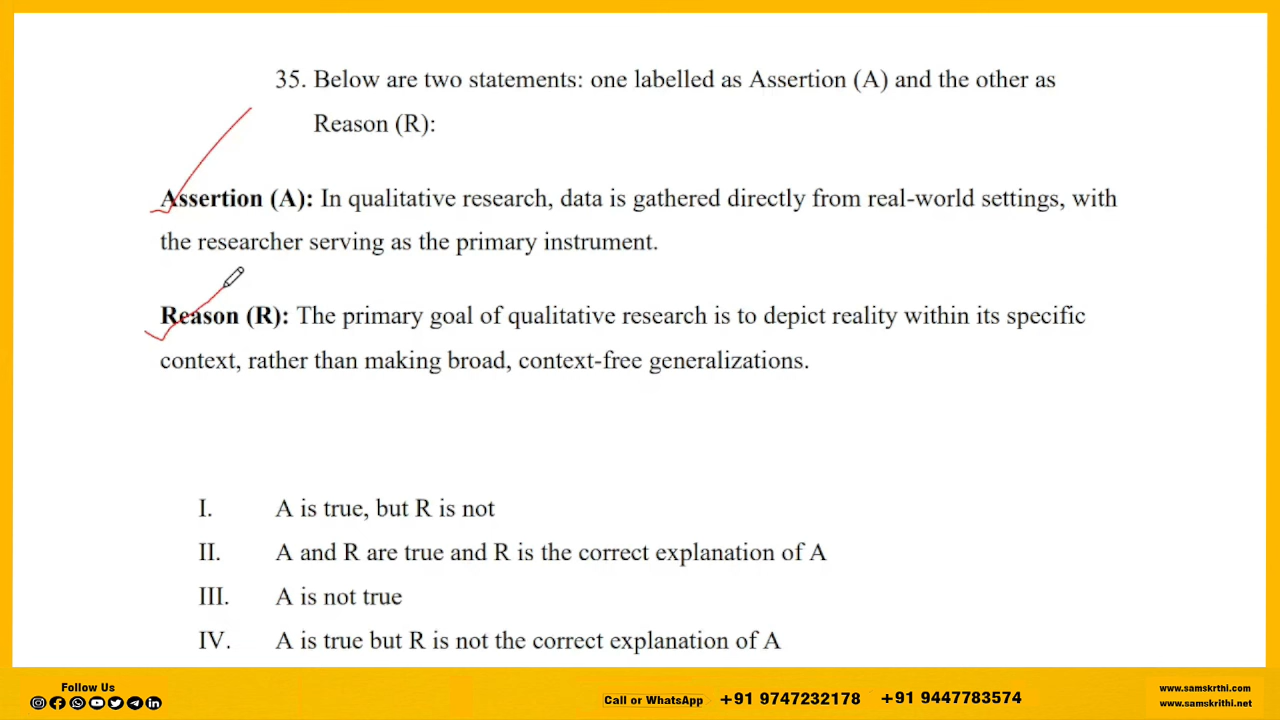 35. Below are two statements: one labelled as Assertion (A) and the other as
Reason (R):
Assertion (A): In qualitative research, data is gathered directly from real-world settings, with
the researcher serving as the primary instrument.
Reason (R): The primary goal of qualitative research is to depict reality within its specific
context, rather than making broad, context-free generalizations.
I. A is true, but R is not
II. A and R are true and R is the correct explanation of A
III. A is not true
IV. A is true but R is not the correct explanation of A
Follow Us
Call or WhatsApp +91 9747232178 +91 9447783574
www.samskrthi.com
www.samskrithi.net